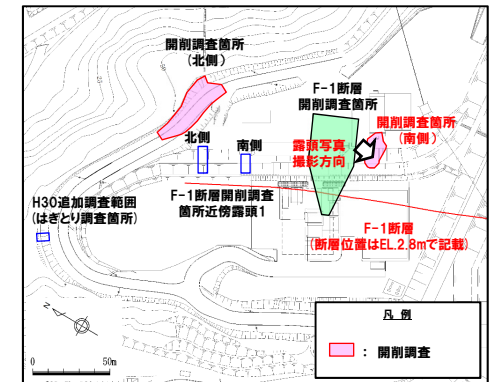 開削調査箇所
(北側)
F-1断層
開削調査箇所
開削調査箇所
(南側)
露頭写真
撮影方向
北側
南側
F-1断層開削調査
箇所近傍露頭1
H30追加調査範囲
(はぎとり調査箇所)
F-1断層
(断層位置はEL.2.8mで記載)
N
0
50m
凡 例
： 開削調査